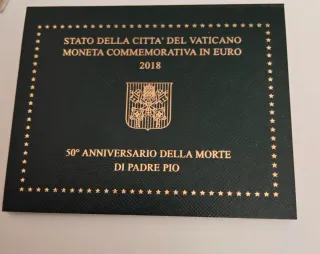 STATO DELLA CITTA' DEL VATICANO
MONETA COMMEMORATIVA IN EURO
2018
50° ANNIVERSARIO DELLA MORTE
DI PADRE PIO